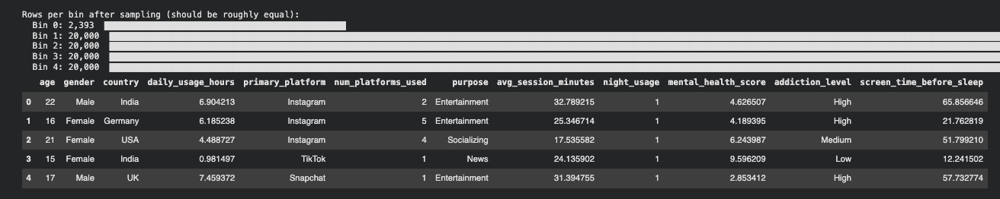 Rows per bin after sampling (should be roughly equal):
Bin 0: 2,393
Bin 1: 20,000
Bin 2: 20,000
Bin 3: 20,000
Bin 4: 20,000
age gender country daily_usage_hours primary_platform num_platforms_used purpose avg_session_minutes night_usage mental_health_score addiction_level screen_time_before_sleep
0 22 Male India 6.904213 Instagram 2 Entertainment 32.789215 1 4.626507 High 65.856646
1 16 Female Germany 6.185238 Instagram 5 Entertainment 25.346714 1 4.189395 High 21.762819
2 21 Female USA 4.488727 Instagram 4 Socializing 17.535582 1 6.243987 Medium 51.799210
3 15 Female India 0.981497 TikTok 1 News 24.135902 1 9.596209 Low 12.241502
4 17 Male UK 7.459372 Snapchat 1 Entertainment 31.394755 1 2.853412 High 57.732774